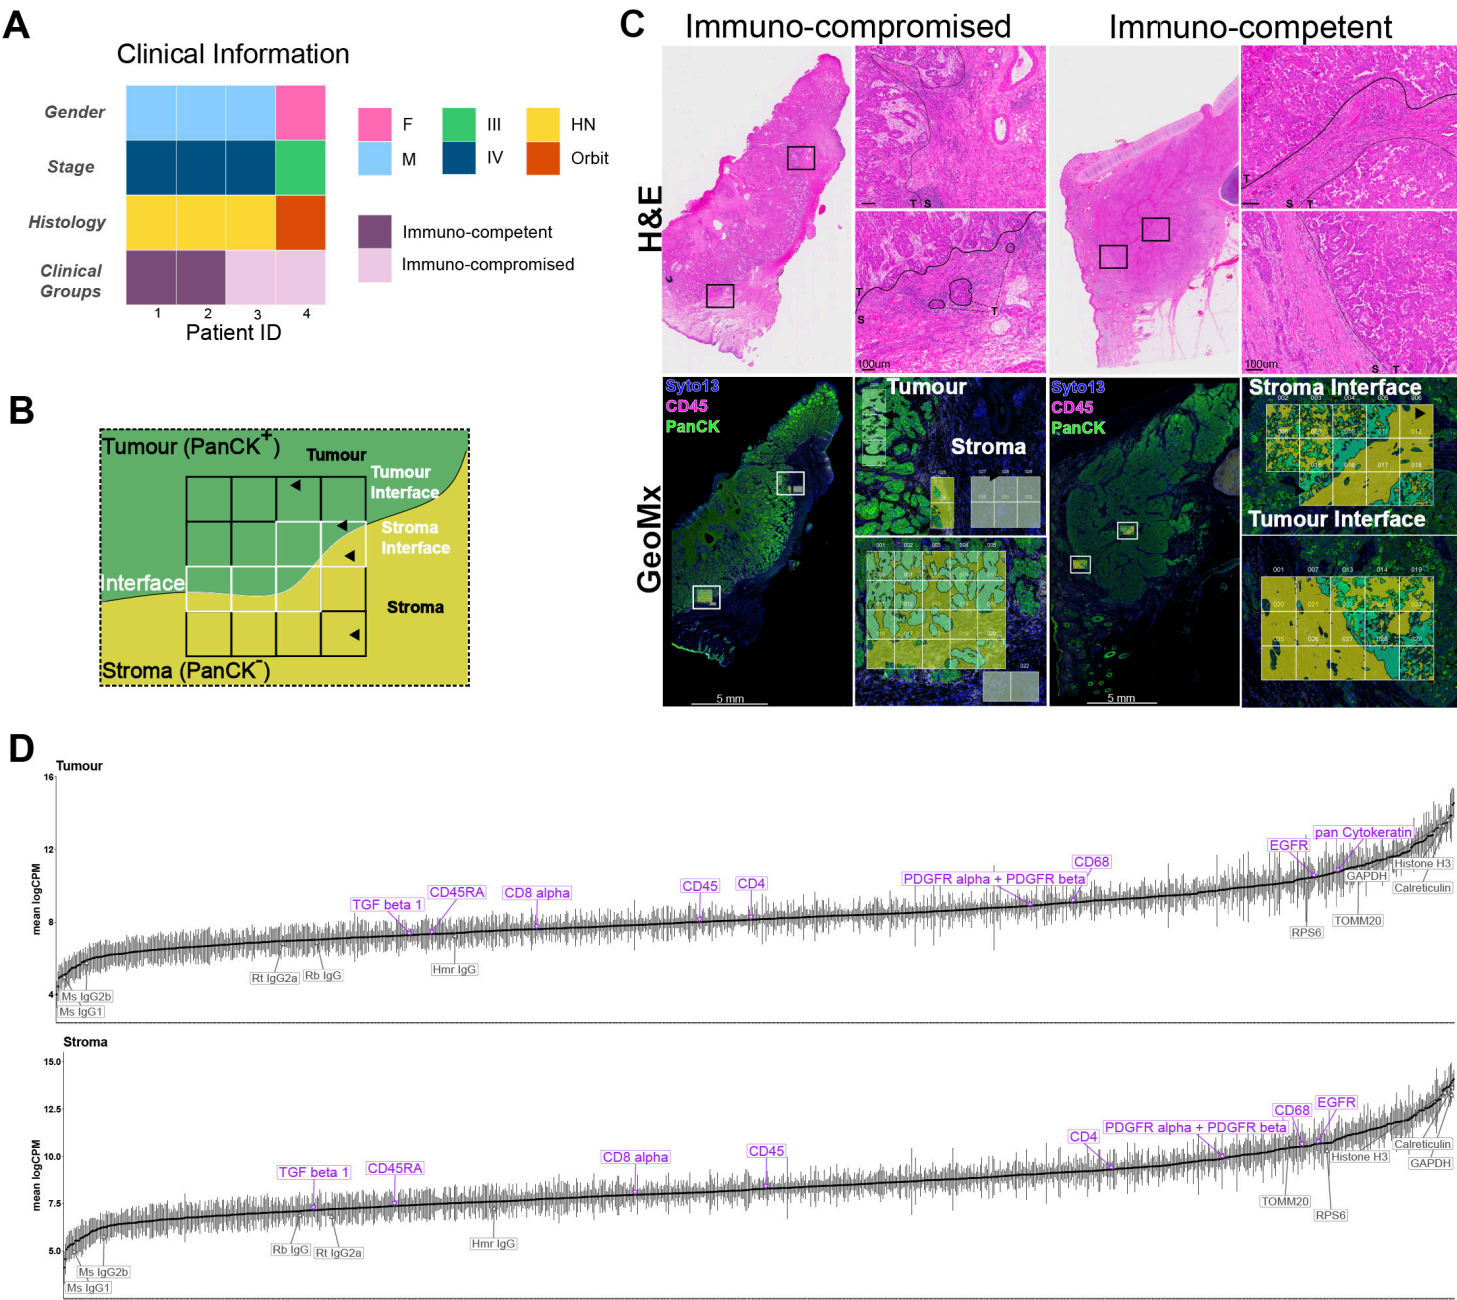 A
Clinical Information
Gender
Stage
Histology
Clinical
Groups
1 2 3 4
Patient ID
F
M
III
IV
HN
Orbit
Immuno-competent
Immuno-compromised
B
Tumour (PanCK+)
Tumour
Tumour
Interface
Stroma
Interface
Interface
Stroma
Stroma (PanCK-)
C
Immuno-compromised
Immuno-competent
H&E
T S
T
S
T
100um
T
S T
100um
S T
GeoMx
Syto13
CD45
PanCK
5 mm
Tumour
Stroma
Syto13
CD45
PanCK
5 mm
Stroma Interface
Tumour Interface
001 007 013 014 019
D
Tumour
mean logCPM
16
12
8
4
TGF beta 1
CD45RA
CD8 alpha
CD45
CD4
PDGFR alpha + PDGFR beta
CD68
EGFR
pan Cytokeratin
Histone H3
GAPDH
Calreticulin
TOMM20
RPS6
Rt IgG2a
Rb IgG
Hmr IgG
Ms IgG2b
Ms IgG1
Stroma
mean logCPM
15.0
12.5
10.0
7.5
5.0
TGF beta 1
CD45RA
CD8 alpha
CD45
CD4
PDGFR alpha + PDGFR beta
CD68
EGFR
Calreticulin
Histone H3
GAPDH
TOMM20
RPS6
Rb IgG
Rt IgG2a
Hmr IgG
Ms IgG2b
Ms IgG1